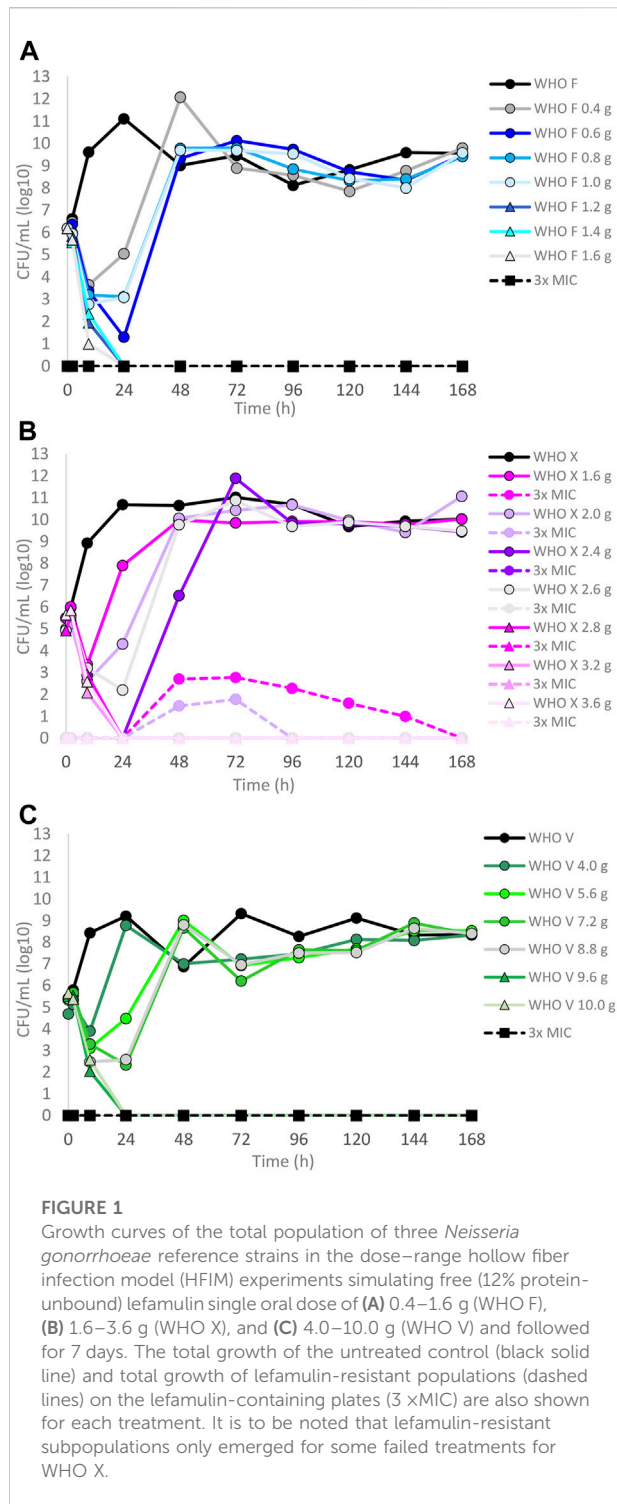 A
13
12
11
10
9
8
7
6
5
4
3
2
1
0
CFU/mL (log10)
0 24 48 72 96 120 144 168
Time (h)
WHO F
WHO F 0.4 g
WHO F 0.6 g
WHO F 0.8 g
WHO F 1.0 g
WHO F 1.2 g
WHO F 1.4 g
WHO F 1.6 g
3x MIC
B
13
12
11
10
9
8
7
6
5
4
3
2
1
0
CFU/mL (log10)
0 24 48 72 96 120 144 168
Time (h)
WHO X
WHO X 1.6 g
3x MIC
WHO X 2.0 g
3x MIC
WHO X 2.4 g
3x MIC
WHO X 2.6 g
3x MIC
WHO X 2.8 g
3x MIC
WHO X 3.2 g
3x MIC
WHO X 3.6 g
3x MIC
C
13
12
11
10
9
8
7
6
5
4
3
2
1
0
CFU/mL (log10)
0 24 48 72 96 120 144 168
Time (h)
WHO V
WHO V 4.0 g
WHO V 5.6 g
WHO V 7.2 g
WHO V 8.8 g
WHO V 9.6 g
WHO V 10.0 g
3x MIC
FIGURE 1
Growth curves of the total population of three Neisseria
gonorrhoeae reference strains in the dose–range hollow fiber
infection model (HFIM) experiments simulating free (12% protein-
unbound) lefamulin single oral dose of (A) 0.4–1.6 g (WHO F),
(B) 1.6–3.6 g (WHO X), and (C) 4.0–10.0 g (WHO V) and followed
for 7 days. The total growth of the untreated control (black solid
line) and total growth of lefamulin-resistant populations (dashed
lines) on the lefamulin-containing plates (3 ×MIC) are also shown
for each treatment. It is to be noted that lefamulin-resistant
subpopulations only emerged for some failed treatments for
WHO X.